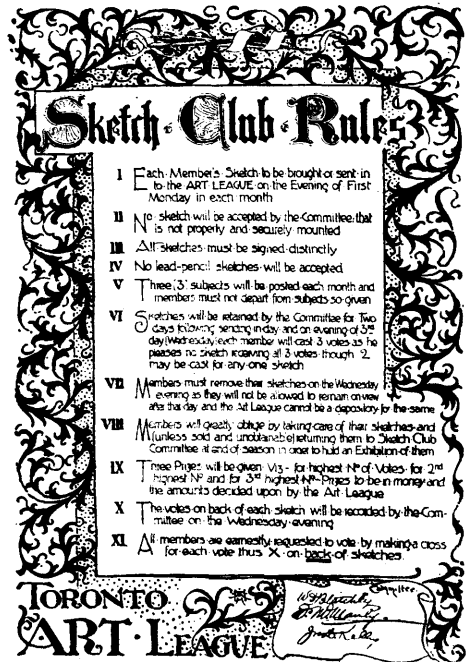 Sketch · Club · Rules
I Each · Member's · Sketch · to be · brought or sent · in
to · the ART LEAGUE · on the Evening of First
Monday in each month
II No · sketch will be accepted by the · Committee · that
is not properly and securely mounted
III All · sketches · must be signed · distinctly
IV No lead-pencil sketches · will be accepted
V Three (3) subjects will · be posted each month and
members must not depart from subjects so · given
VI Sketches will be retained by the Committee for Two
days following sending in day and on evening of 3rd
day (Wednesday) each member will cast 3 votes as he
pleases no sketch receiving all 3 votes though 2
may be cast for any one sketch
VII Members must remove their sketches on the Wednesday
evening as they will not be allowed to remain on view
after that day and the Art League cannot be a depository for the same
VIII Members will greatly oblige by taking care of their sketches and
(unless sold and unobtainable) returning them to Sketch Club
Committee at end of season in order to hold an Exhibition of them
IX Three Prizes will be given Viz - for highest No of Votes · for 2nd
highest No and for 3rd highest No - Prizes to be in money and
the amounts decided upon by the Art League
X The votes on back of each sketch will be recorded by · the Com-
mittee on the Wednesday evening
XI All · members are earnestly requested to vote by making a cross
for each vote thus X on back of sketches.
TORONTO
ART · LEAGUE
Committee